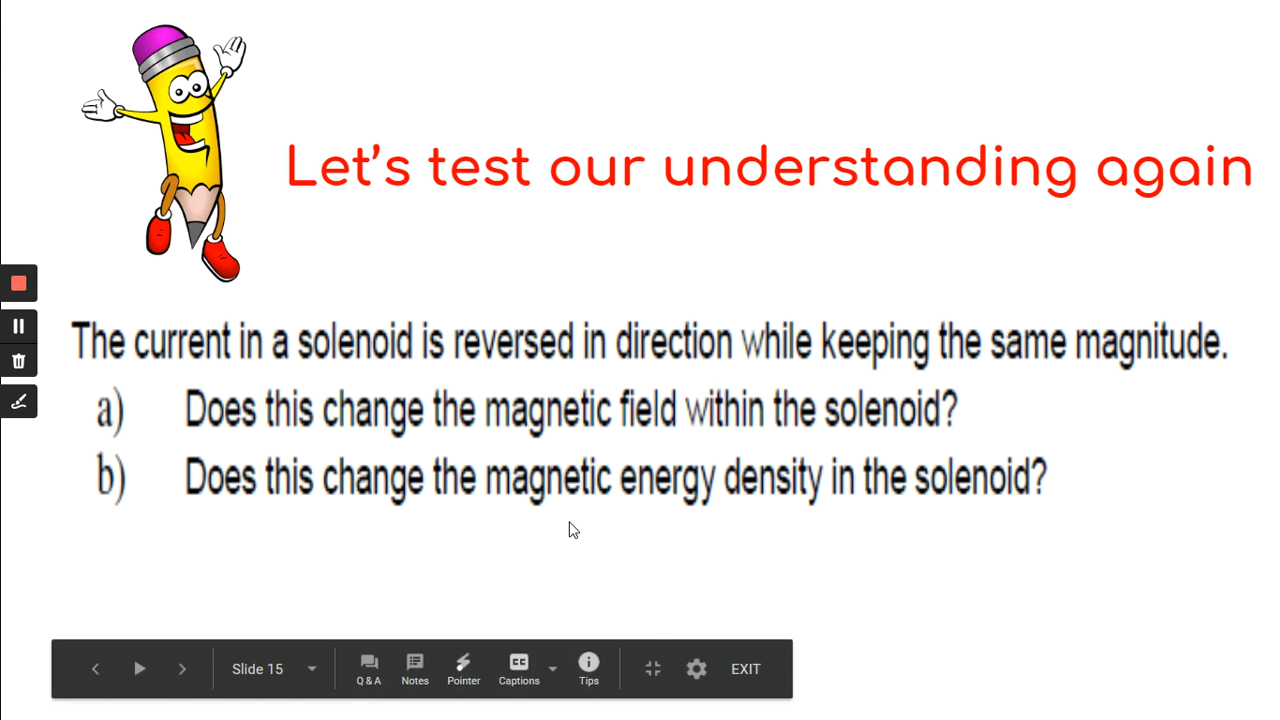 Let's test our understanding again
The current in a solenoid is reversed in direction while keeping the same magnitude.
a) Does this change the magnetic field within the solenoid?
b) Does this change the magnetic energy density in the solenoid?
Slide 15 Q & A Notes Pointer CC Captions Tips EXIT